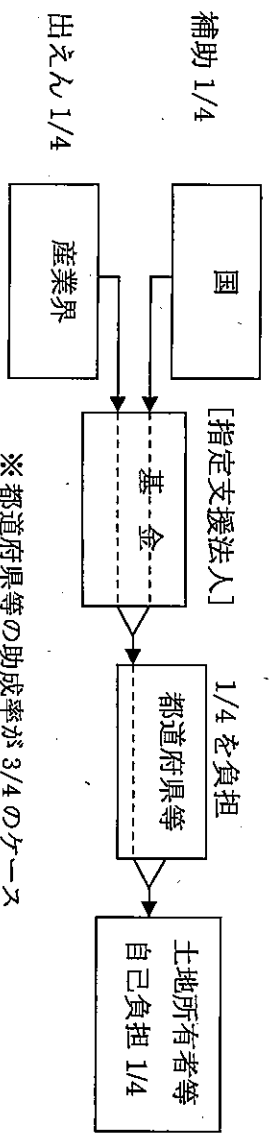 補助 1/4
国
出えん 1/4
産業界
[指定支援法人]
基 金
1/4を負担
都道府県等
土地所有者等
自己負担 1/4
※都道府県等の助成率が3/4のケース